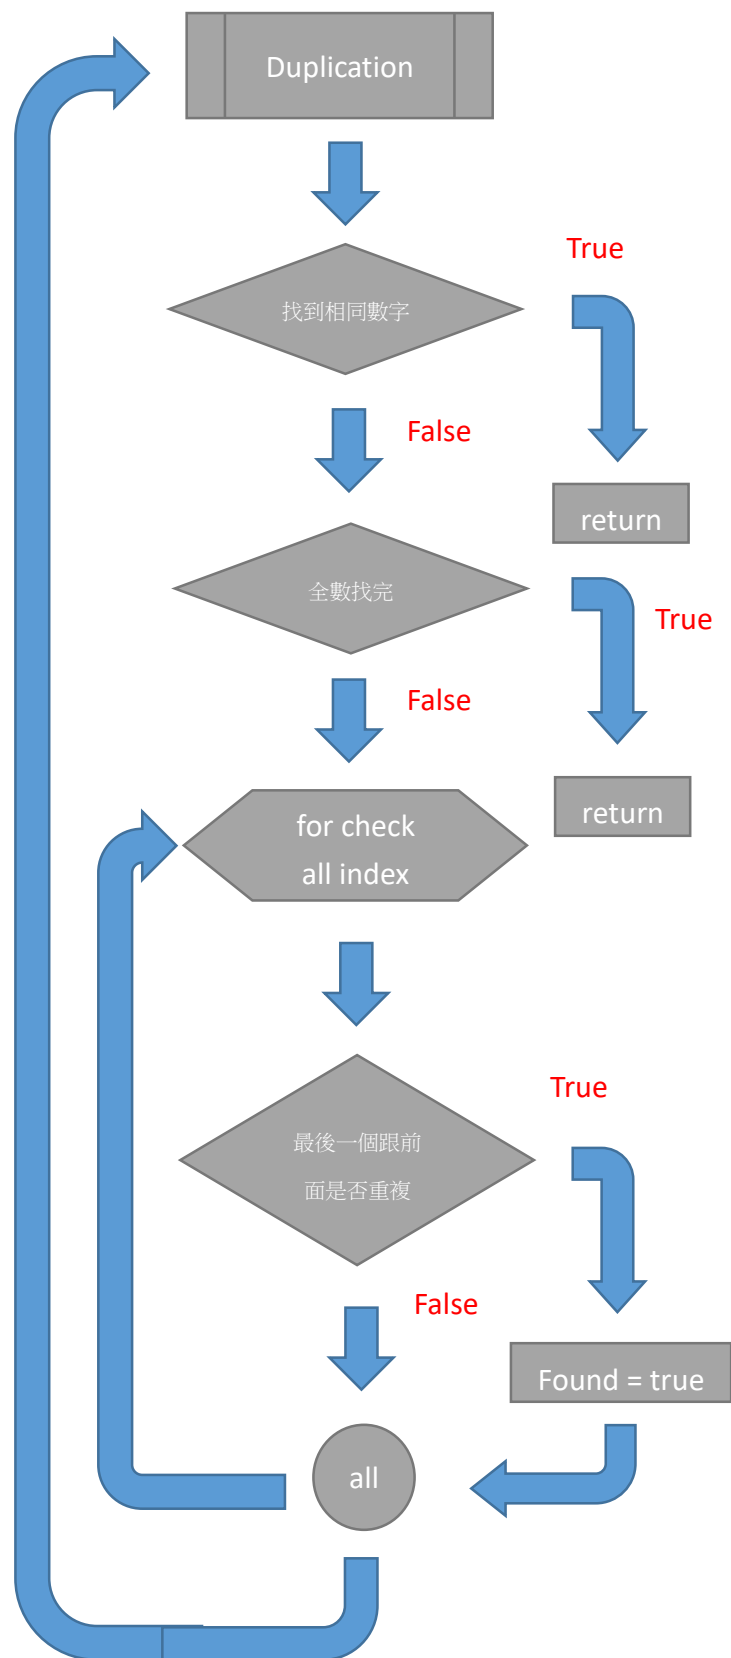 Duplication
True
找到相同數字
False
return
全數找完
True
False
return
for check
all index
True
最後一個跟前
面是否重複
False
Found = true
all